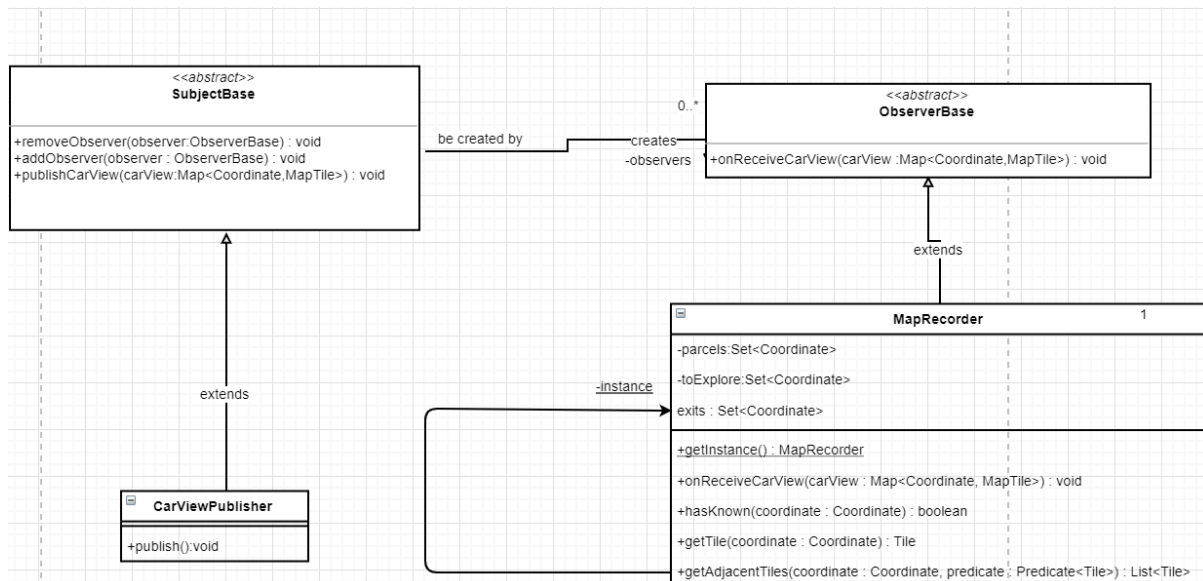 <<abstract>>
SubjectBase
+removeObserver(observer:ObserverBase) : void
+addObserver(observer : ObserverBase) : void
+publishCarView(carView:Map<Coordinate,MapTile>) : void
be created by
0..*
creates
-observers
<<abstract>>
ObserverBase
+onReceiveCarView(carView :Map<Coordinate,MapTile>) : void
extends
extends
CarViewPublisher
+publish():void
-instance
MapRecorder
1
-parcels:Set<Coordinate>
-toExplore:Set<Coordinate>
exits : Set<Coordinate>
+getInstance() : MapRecorder
+onReceiveCarView(carView : Map<Coordinate, MapTile>) : void
+hasKnown(coordinate : Coordinate) : boolean
+getTile(coordinate : Coordinate) : Tile
+getAdjacentTiles(coordinate : Coordinate, predicate : Predicate<Tile>) : List<Tile>